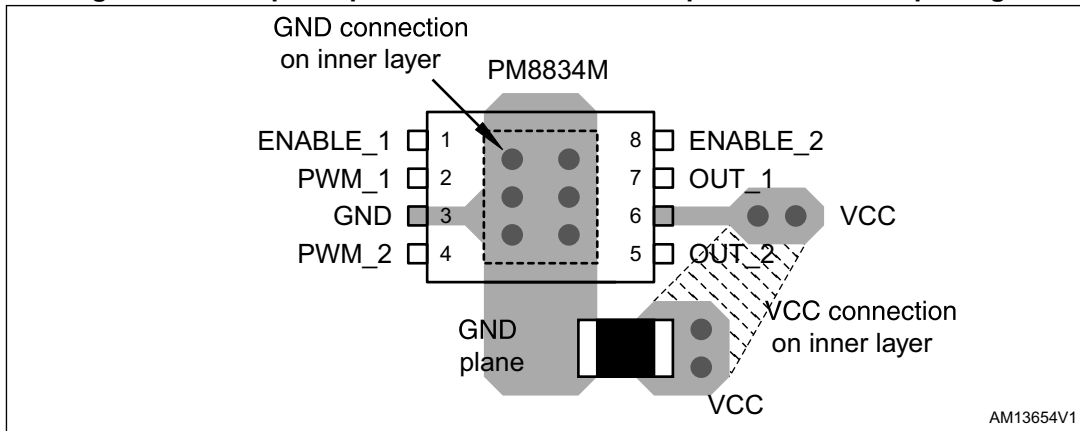 GND connection
on inner layer
PM8834M
ENABLE_1 1 8 ENABLE_2
PWM_1 2 7 OUT_1
GND 3 6 VCC
PWM_2 4 5 OUT_2
GND
plane
VCC connection
on inner layer
VCC
AM13654V1